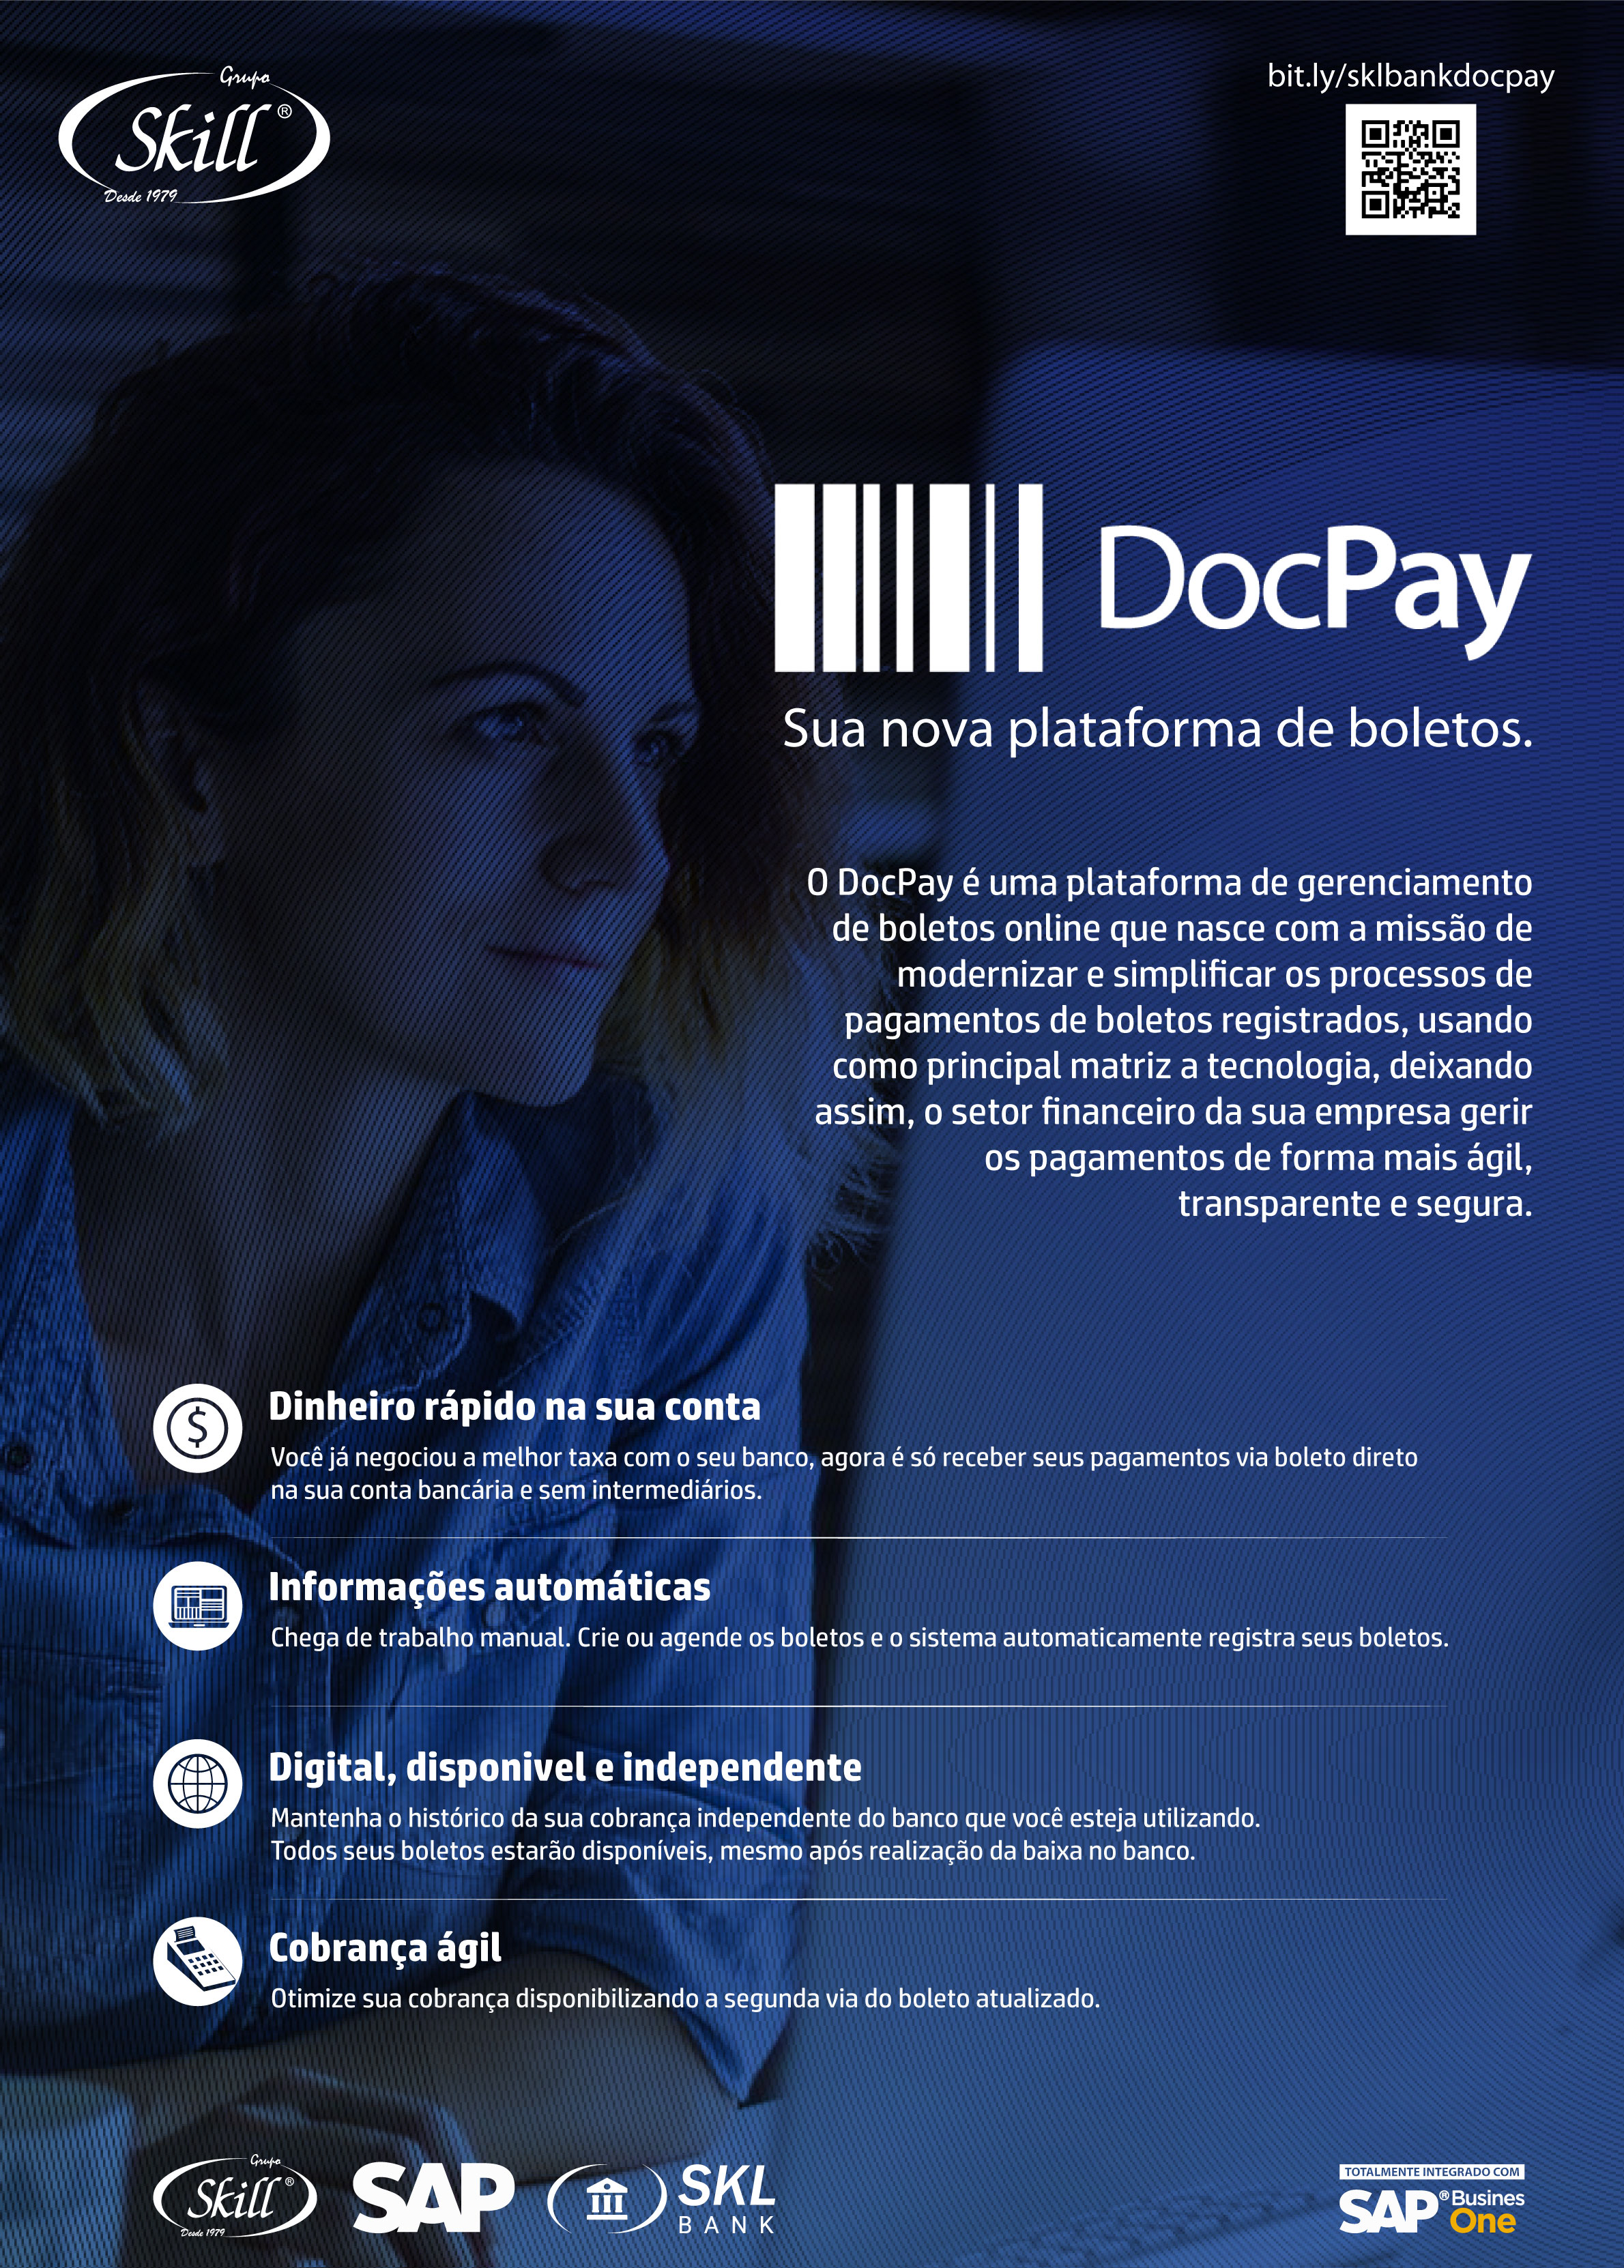 Grupo
Skill®
Desde 1979
bit.ly/sklbankdocpay
DocPay
Sua nova plataforma de boletos.
O DocPay é uma plataforma de gerenciamento
de boletos online que nasce com a missão de
modernizar e simplificar os processos de
pagamentos de boletos registrados, usando
como principal matriz a tecnologia, deixando
assim, o setor financeiro da sua empresa gerir
os pagamentos de forma mais ágil,
transparente e segura.
Dinheiro rápido na sua conta
Você já negociou a melhor taxa com o seu banco, agora é só receber seus pagamentos via boleto direto
na sua conta bancária e sem intermediários.
Informações automáticas
Chega de trabalho manual. Crie ou agende os boletos e o sistema automaticamente registra seus boletos.
Digital, disponivel e independente
Mantenha o histórico da sua cobrança independente do banco que você esteja utilizando.
Todos seus boletos estarão disponíveis, mesmo após realização da baixa no banco.
Cobrança ágil
Otimize sua cobrança disponibilizando a segunda via do boleto atualizado.
Grupo
Skill®
Desde 1979
SAP
SKL
BANK
TOTALMENTE INTEGRADO COM
SAP® Busines
One